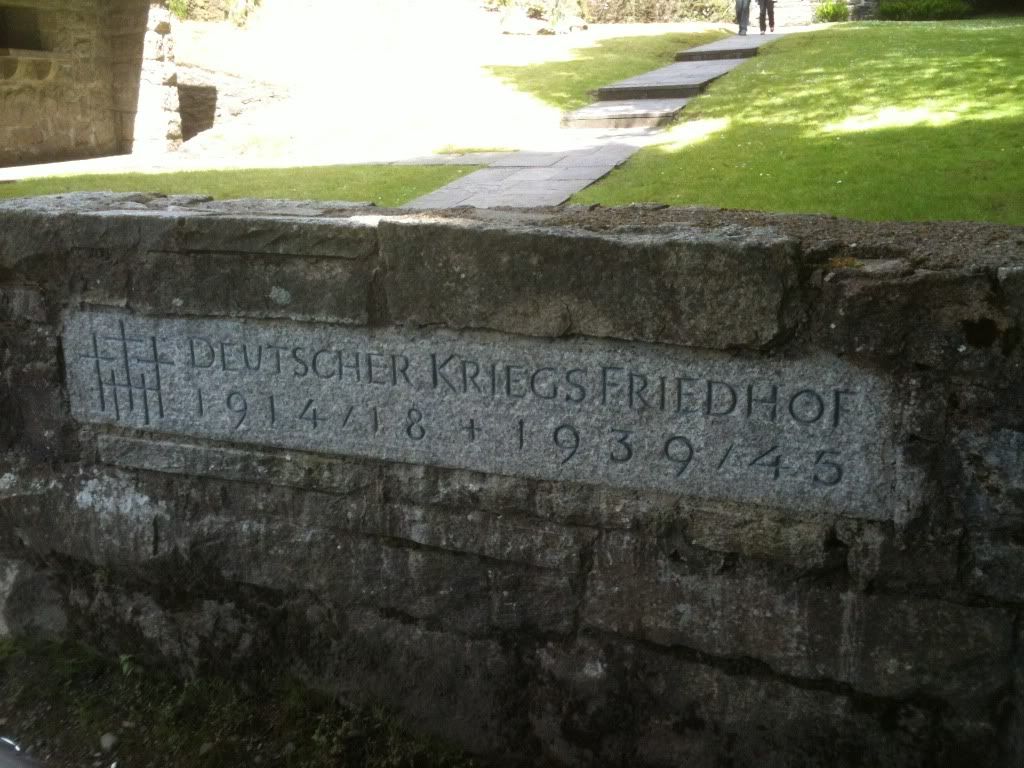 DEUTSCHER KRIEGSFRIEDHOF
1914/18 + 1939/45